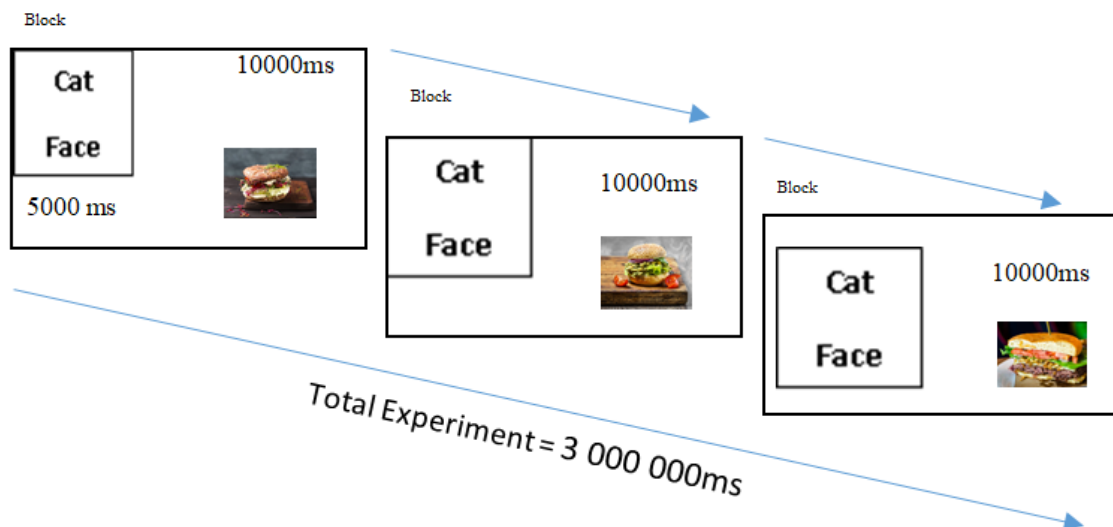 Block
Cat
Face
10000ms
5000 ms
Block
Cat
Face
10000ms
Block
Cat
Face
10000ms
Total Experiment = 3 000 000ms